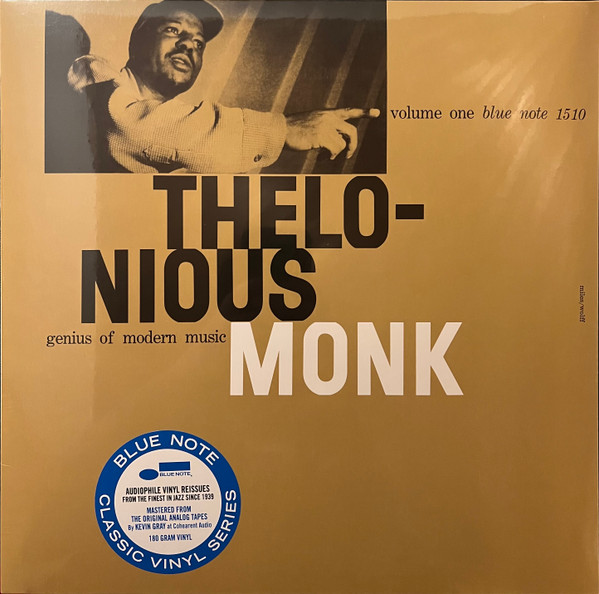 volume one blue note 1510
THELO-
NIOUS
genius of modern music
MONK
miles/wolff
BLUE NOTE
BLUE NOTE
AUDIOPHILE VINYL REISSUES
FROM THE FINEST IN JAZZ SINCE 1939
MASTERED FROM
THE ORIGINAL ANALOG TAPES
By KEVIN GRAY at Cohearent Audio
180 GRAM VINYL
CLASSIC VINYL SERIES